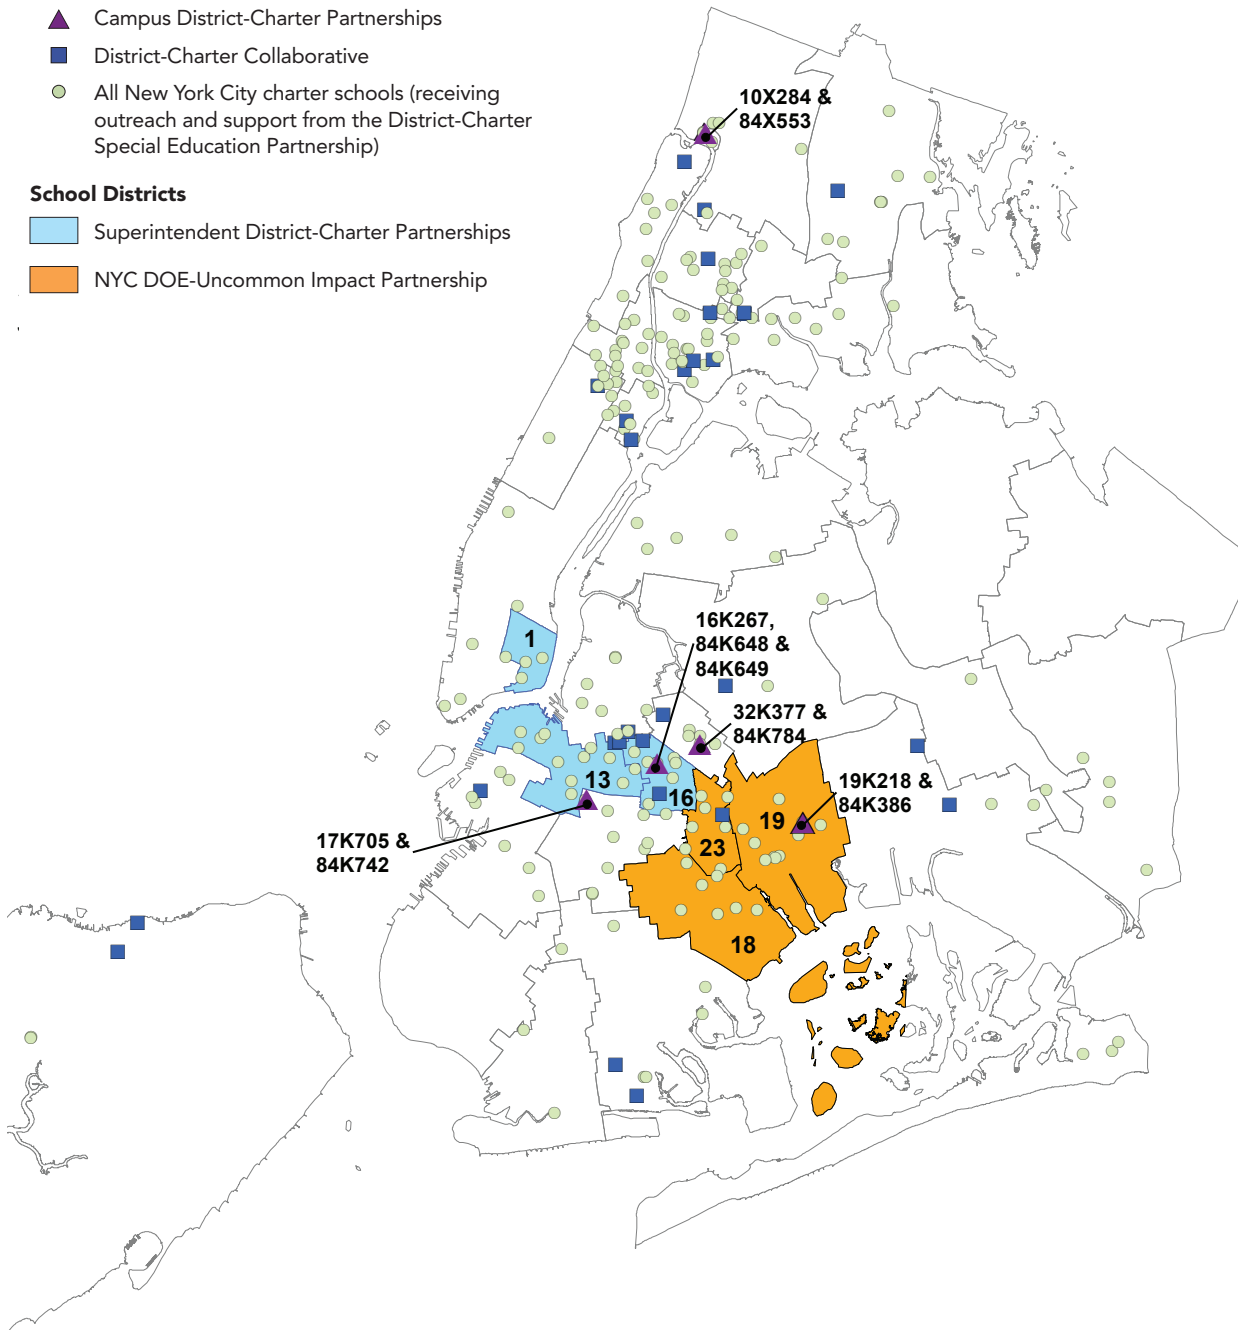 Campus District-Charter Partnerships
District-Charter Collaborative
All New York City charter schools (receiving
outreach and support from the District-Charter
Special Education Partnership)
School Districts
Superintendent District-Charter Partnerships
NYC DOE-Uncommon Impact Partnership
10X284 &
84X553
1
16K267,
84K648 &
84K649
32K377 &
84K784
13
16
19K218 &
84K386
19
17K705 &
84K742
23
18